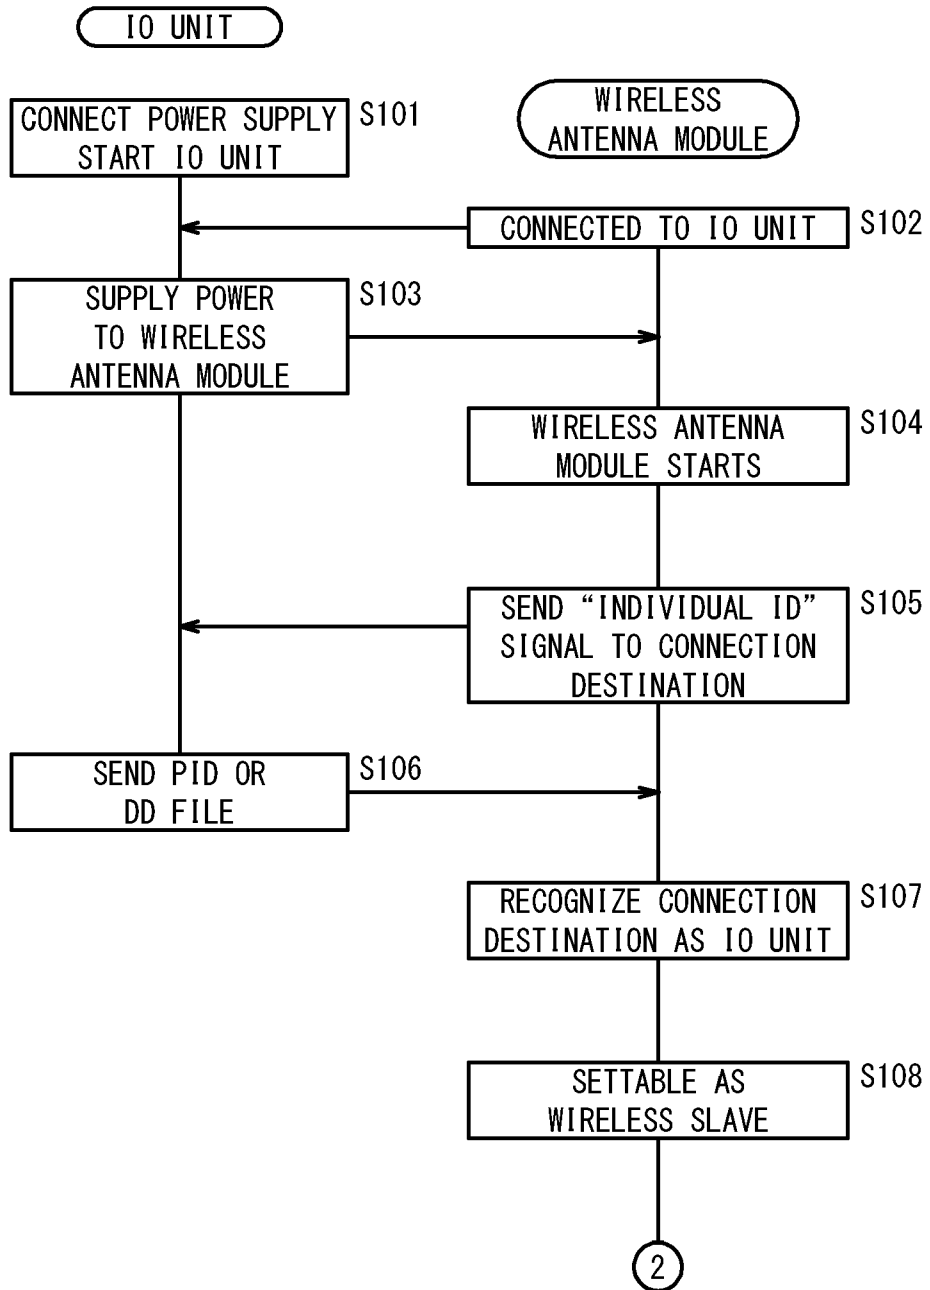 IO UNIT
CONNECT POWER SUPPLY
START IO UNIT
S101
WIRELESS
ANTENNA MODULE
CONNECTED TO IO UNIT
S102
SUPPLY POWER
TO WIRELESS
ANTENNA MODULE
S103
WIRELESS ANTENNA
MODULE STARTS
S104
SEND “INDIVIDUAL ID”
SIGNAL TO CONNECTION
DESTINATION
S105
SEND PID OR
DD FILE
S106
RECOGNIZE CONNECTION
DESTINATION AS IO UNIT
S107
SETTABLE AS
WIRELESS SLAVE
S108
2